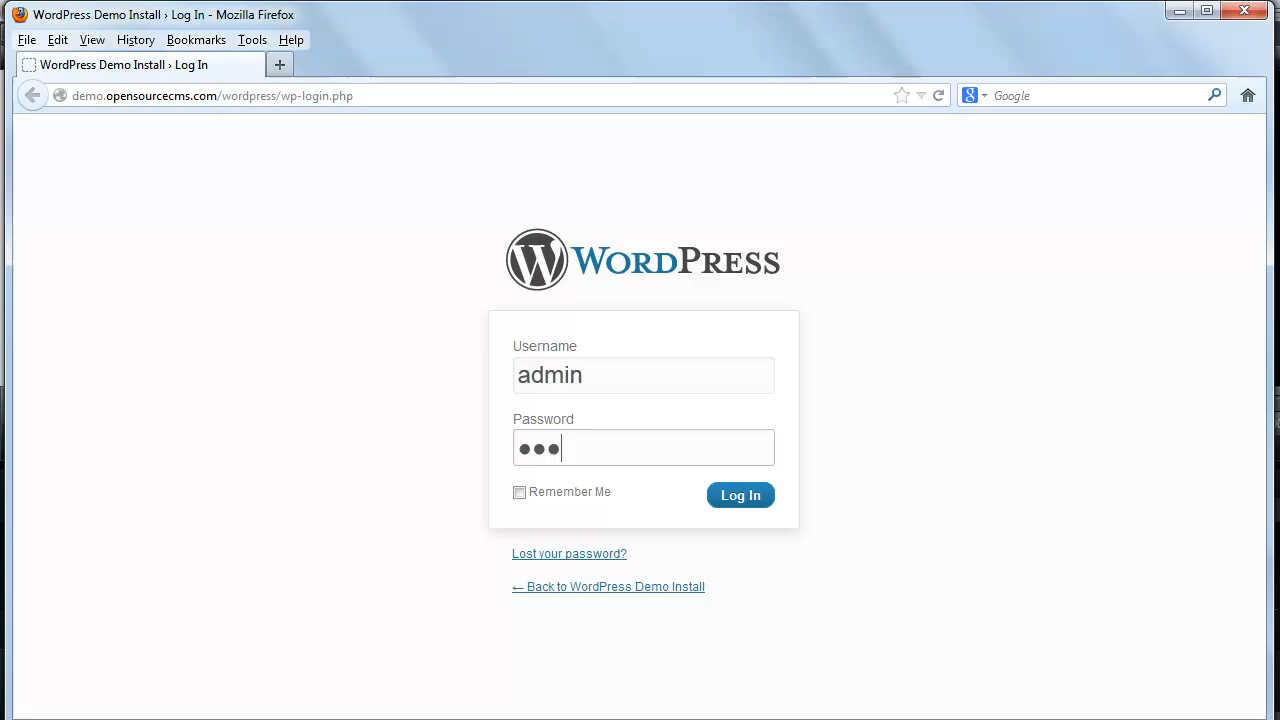 WordPress Demo Install › Log In - Mozilla Firefox
File Edit View History Bookmarks Tools Help
WordPress Demo Install › Log In
demo.opensourcecms.com/wordpress/wp-login.php
Google
WORDPRESS
Username
admin
Password
Remember Me
Log In
Lost your password?
← Back to WordPress Demo Install